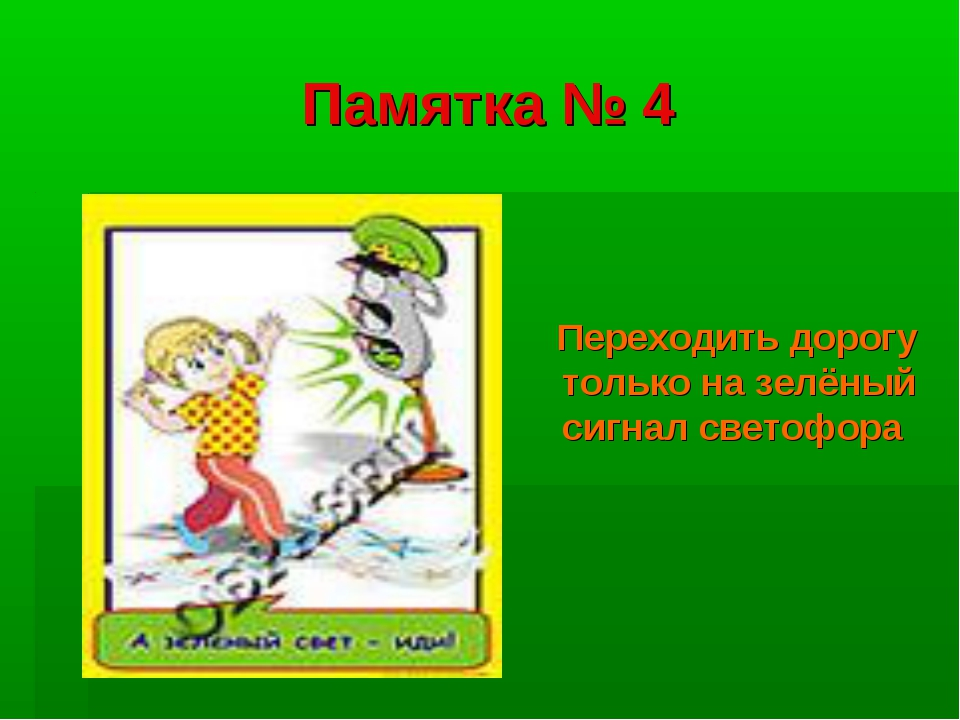 Памятка № 4
Переходить дорогу
только на зелёный
сигнал светофора
А зеленый свет - иди!